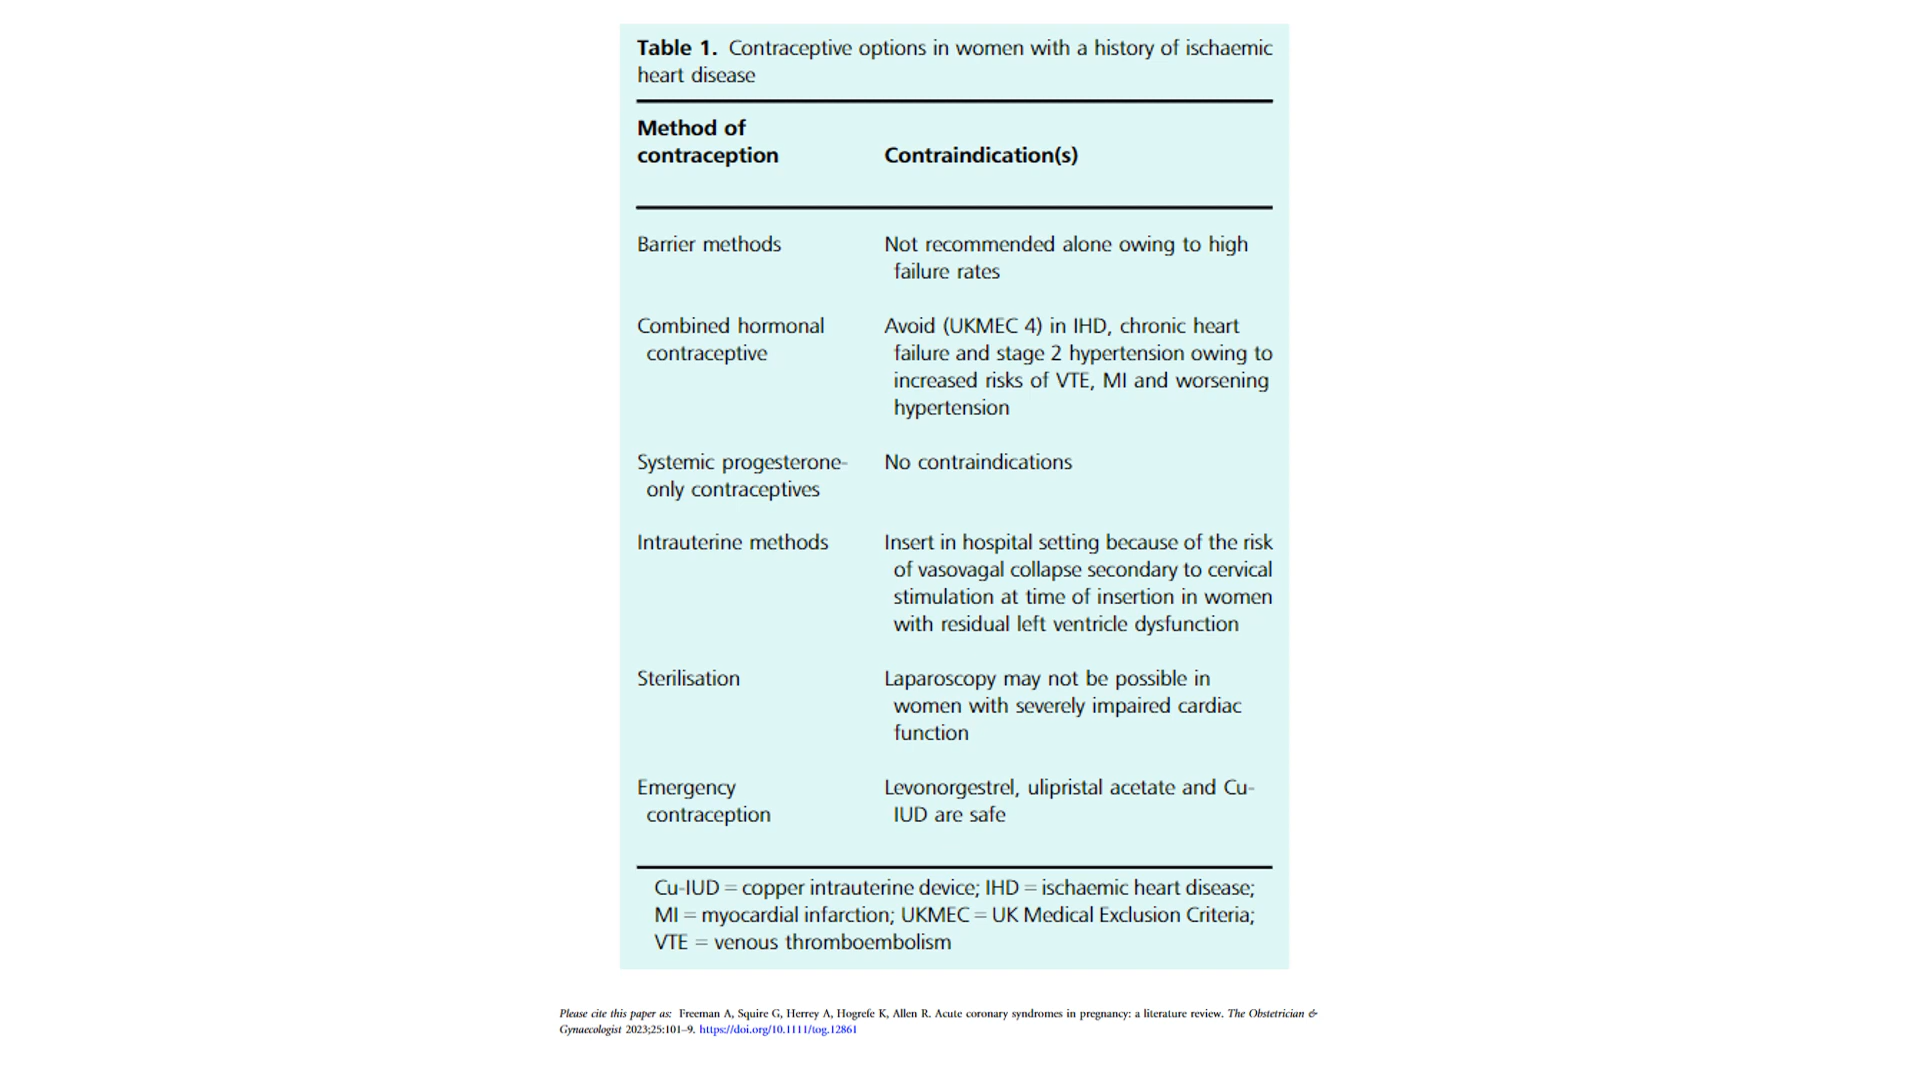 Table 1. Contraceptive options in women with a history of ischaemic
heart disease
Method of
contraception
Contraindication(s)
Barrier methods
Not recommended alone owing to high
failure rates
Combined hormonal
contraceptive
Avoid (UKMEC 4) in IHD, chronic heart
failure and stage 2 hypertension owing to
increased risks of VTE, MI and worsening
hypertension
Systemic progesterone-
only contraceptives
No contraindications
Intrauterine methods
Insert in hospital setting because of the risk
of vasovagal collapse secondary to cervical
stimulation at time of insertion in women
with residual left ventricle dysfunction
Sterilisation
Laparoscopy may not be possible in
women with severely impaired cardiac
function
Emergency
contraception
Levonorgestrel, ulipristal acetate and Cu-
IUD are safe
Cu-IUD = copper intrauterine device; IHD = ischaemic heart disease;
MI = myocardial infarction; UKMEC = UK Medical Exclusion Criteria;
VTE = venous thromboembolism
Please cite this paper as: Freeman A, Squire G, Herrey A, Hogrefe K, Allen R. Acute coronary syndromes in pregnancy: a literature review. The Obstetrician &
Gynaecologist 2023;25:101–9. https://doi.org/10.1111/tog.12861